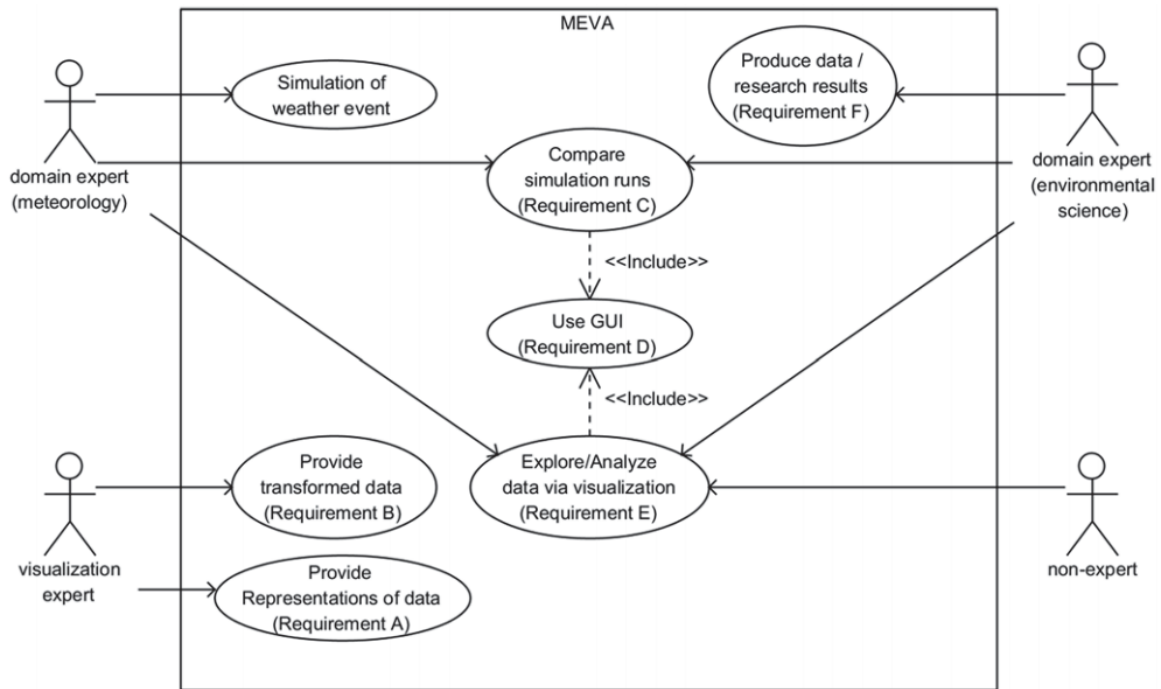 MEVA
Simulation of
weather event
Produce data /
research results
(Requirement F)
domain expert
(meteorology)
Compare
simulation runs
(Requirement C)
domain expert
(environmental
science)
<<Include>>
Use GUI
(Requirement D)
<<Include>>
Provide
transformed data
(Requirement B)
Explore/Analyze
data via visualization
(Requirement E)
visualization
expert
Provide
Representations of data
(Requirement A)
non-expert